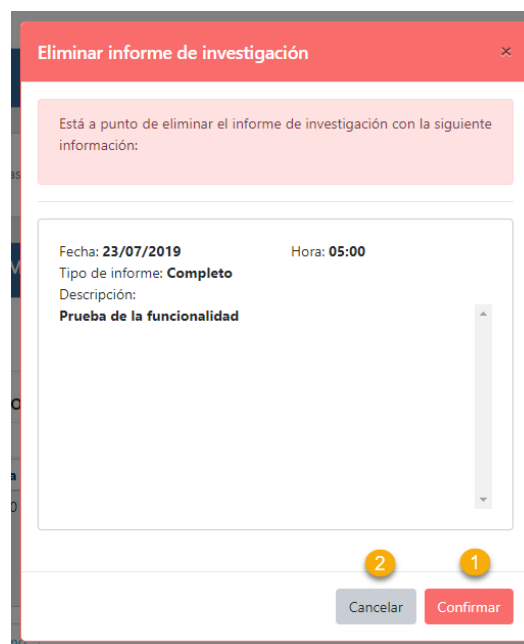 Eliminar informe de investigación ×
Está a punto de eliminar el informe de investigación con la siguiente
información:
Fecha: 23/07/2019 Hora: 05:00
Tipo de informe: Completo
Descripción:
Prueba de la funcionalidad
2 1
Cancelar Confirmar